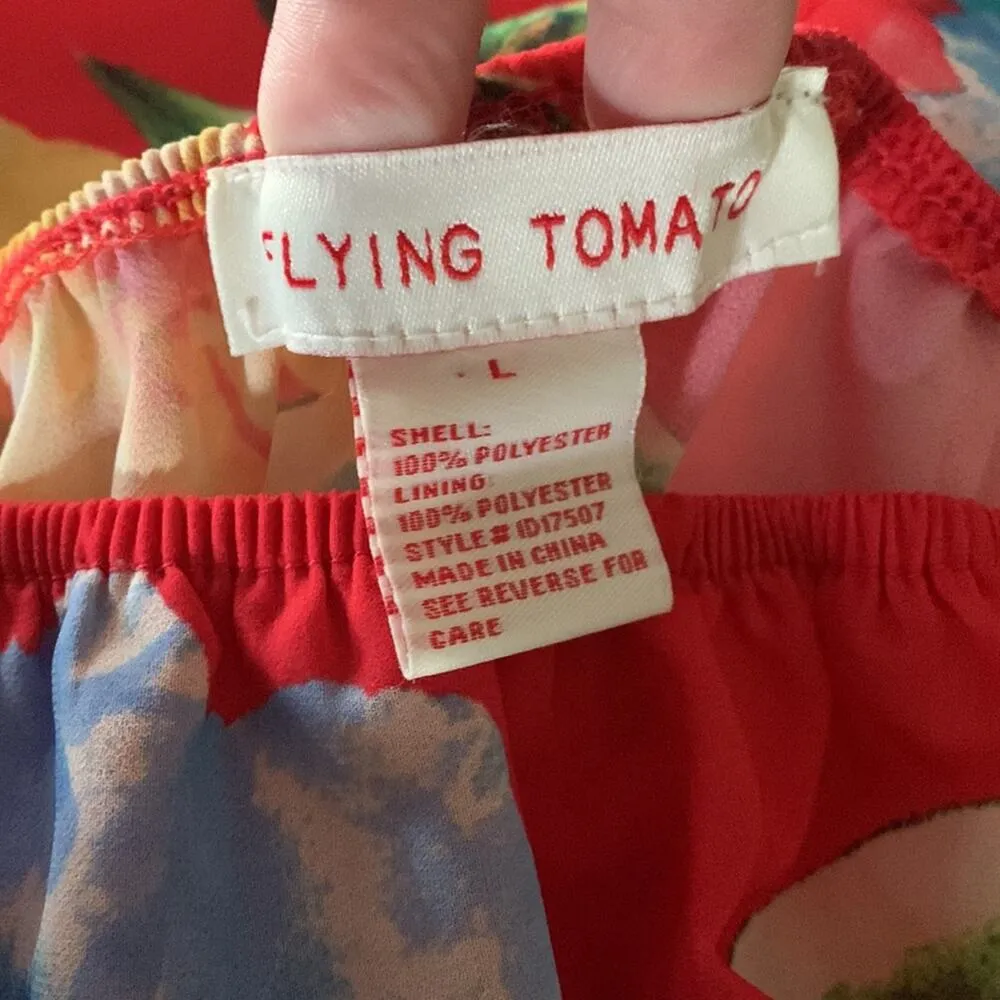 FLYING TOMATO
L
SHELL:
100% POLYESTER
LINING:
100% POLYESTER
STYLE# ID17507
MADE IN CHINA
SEE REVERSE FOR
CARE